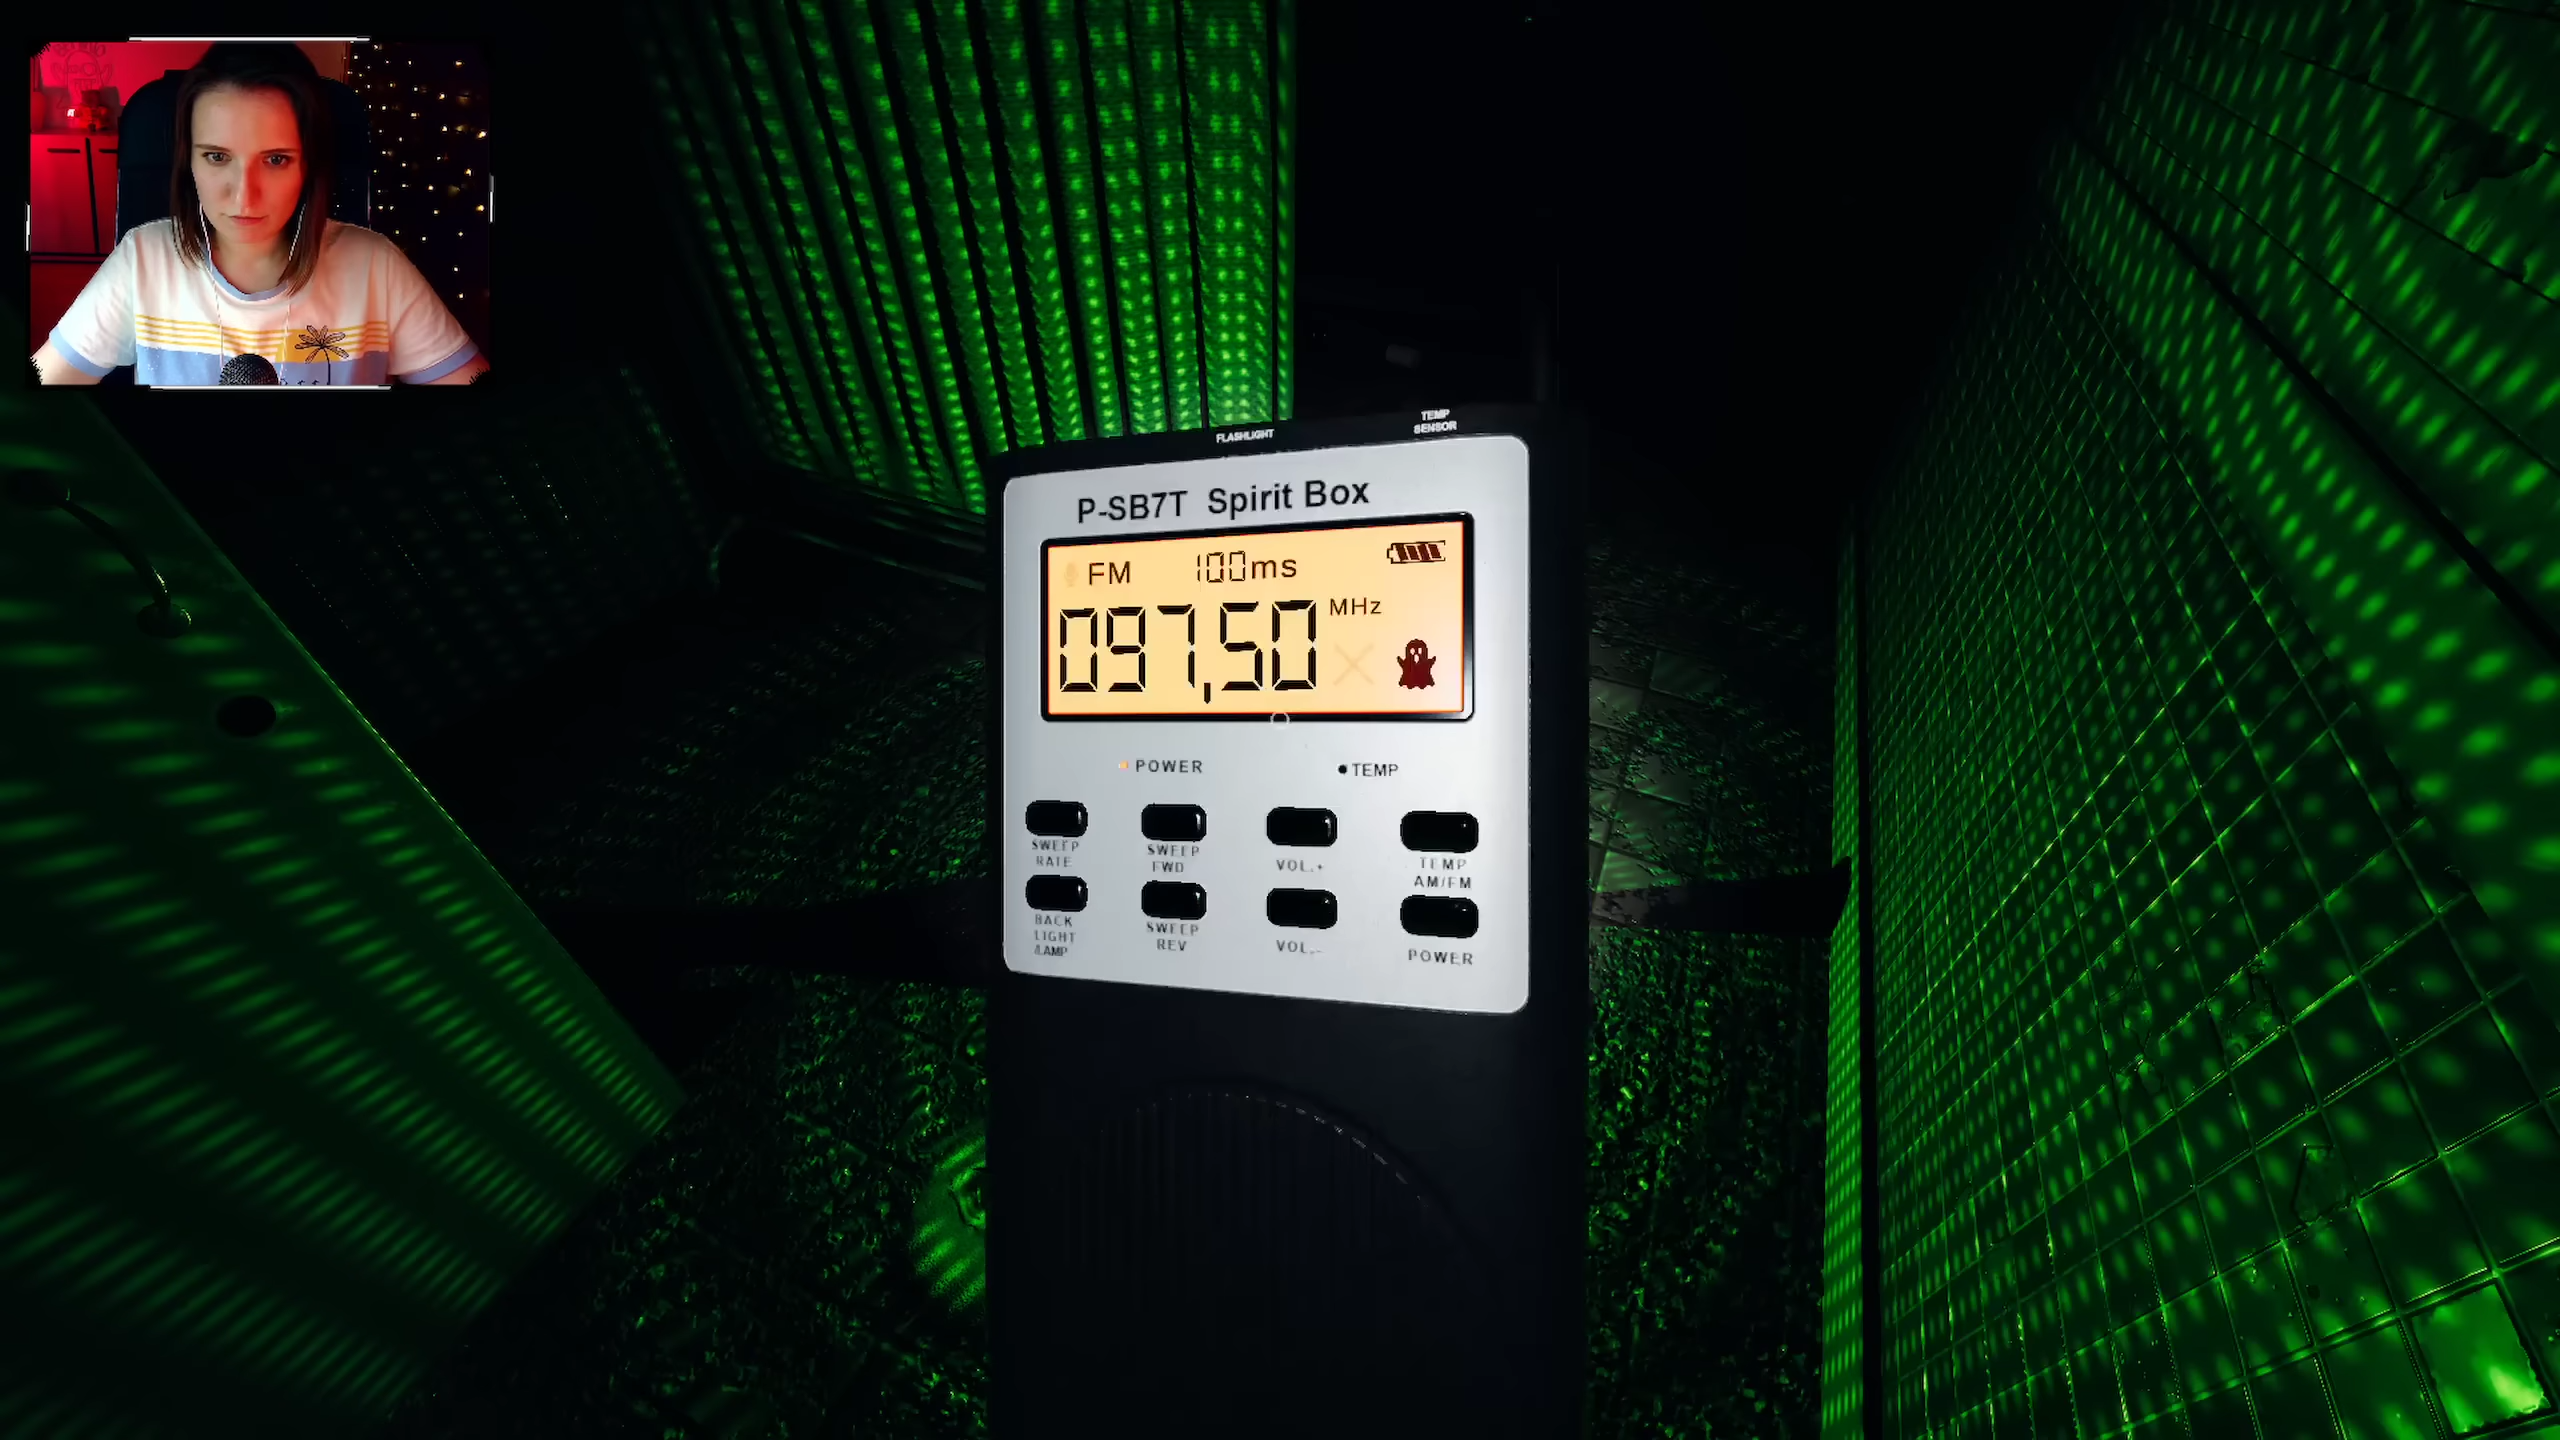 FLASHLIGHT
TEMP
SENSOR
P-SB7T Spirit Box
FM 100ms
097,50 MHz
POWER
TEMP
SWEEP
RATE
SWEEP
FWD
VOL.+
TEMP
AM/FM
BACK
LIGHT
/LAMP
SWEEP
REV
VOL.-
POWER